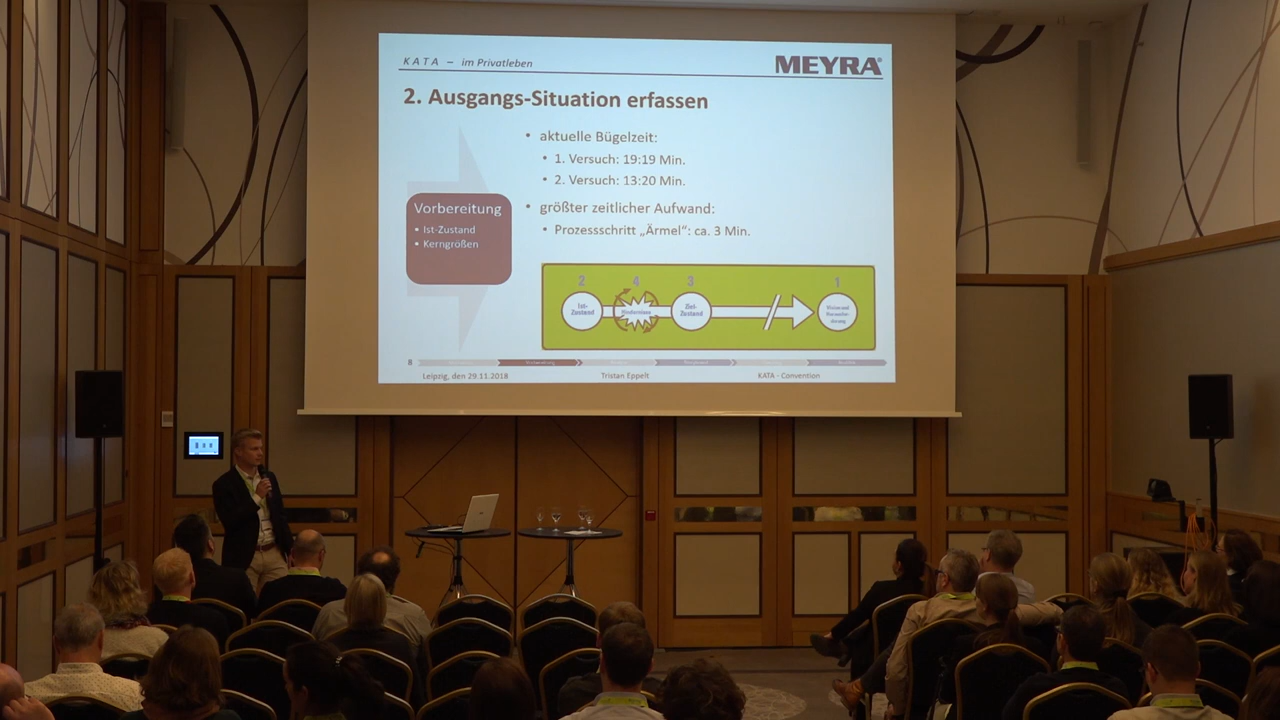 KATA – im Privatleben
MEYRA®
2. Ausgangs-Situation erfassen
• aktuelle Bügelzeit:
• 1. Versuch: 19:19 Min.
• 2. Versuch: 13:20 Min.
• größter zeitlicher Aufwand:
• Prozessschritt „Ärmel“: ca. 3 Min.
Vorbereitung
• Ist-Zustand
• Kerngrößen
2
4
3
1
Ist-
Zustand
Hindernisse
Ziel-
Zustand
8
Vorbereitung
Leipzig, den 29.11.2018
Tristan Eppelt
KATA - Convention